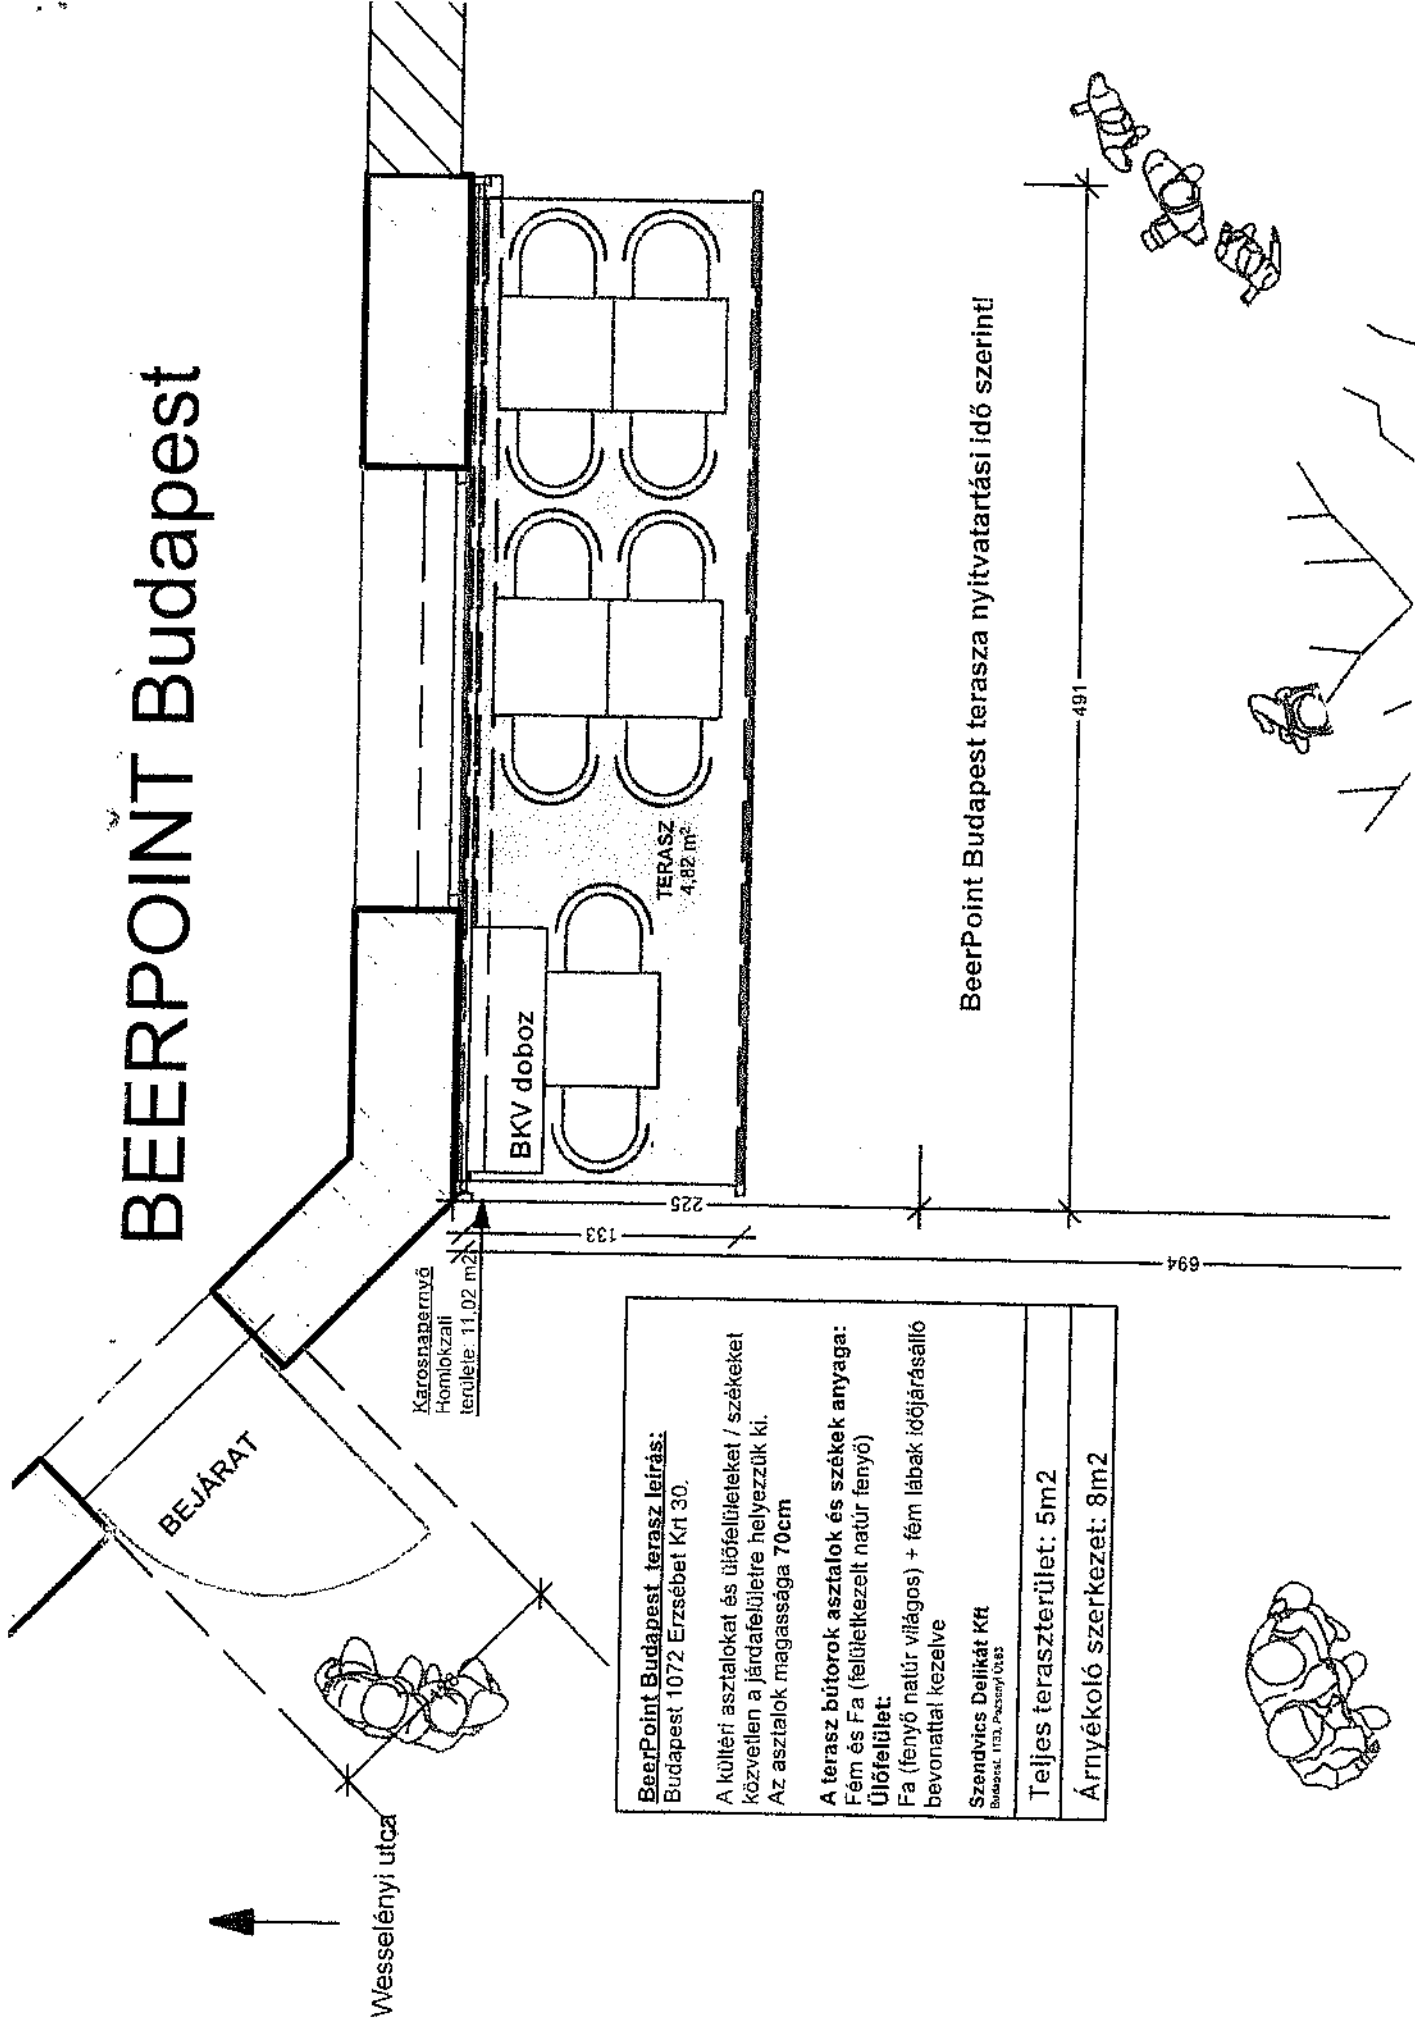 BEERPOINT Budapest
BEJÁRAT
Wesselényi utca
Karosnapernyő
Homlokzati
területe: 11,02 m2
BKV doboz
TERASZ
4,82 m²
225
133
694
491
BeerPoint Budapest terasza nyitvatartási idő szerint!
BeerPoint Budapest terasz leírás:
Budapest 1072 Erzsébet Krt 30.
A kültéri asztalokat és ülőfelületeket / székeket
közvetlen a járdafelületre helyezzük ki.
Az asztalok magassága 70cm
A terasz bútorok asztalok és székek anyaga:
Fém és Fa (felületkezelt natúr fenyő)
Ülőfelület:
Fa (fenyő natúr világos) + fém lábak időjárásálló
bevonattal kezelve
Szendvics Delikát Kft
Budapest. 1133. Pozsonyi Út.
Teljes teraszterület: 5m2
Árnyékoló szerkezet: 8m2